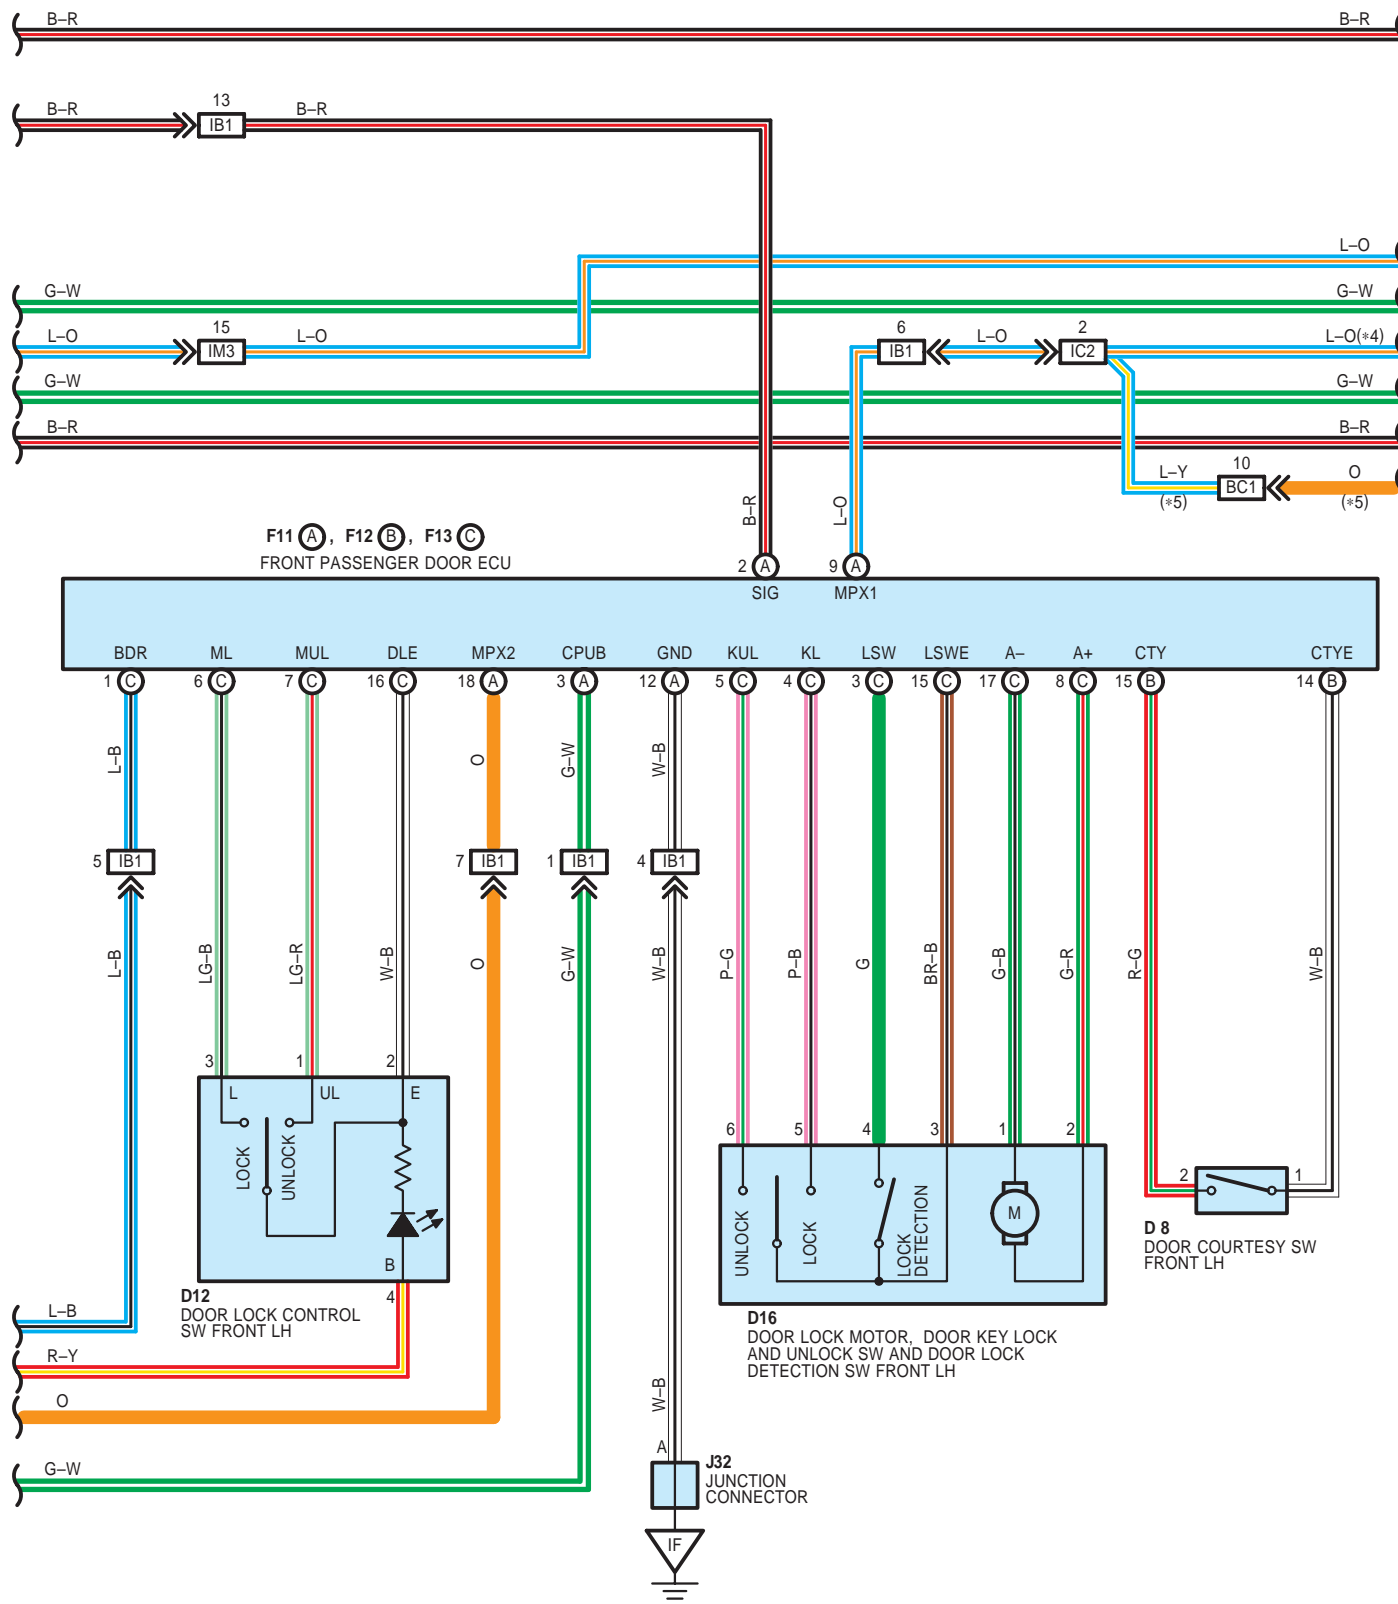 B–R B–R
13
B–R IB1 B–R
L–O
G–W G–W
15 6 2
L–O IM3 L–O IB1 L–O IC2 L–O(*4)
G–W G–W
B–R B–R
10
L–Y BC1 O
(*5) (*5)
B–R L–O
F11 A , F12 B , F13 C
FRONT PASSENGER DOOR ECU
2 A 9 A
SIG MPX1
BDR ML MUL DLE MPX2 CPUB GND KUL KL LSW LSWE A– A+ CTY CTYE
1 C 6 C 7 C 16 C 18 A 3 A 12 A 5 C 4 C 3 C 15 C 17 C 8 C 15 B 14 B
L–B O G–W W–B
5 IB1 7 IB1 1 IB1 4 IB1
L–B LG–B LG–R W–B O G–W W–B P–G P–B G BR–B G–B G–R R–G W–B
3 1 2
L UL E
LOCK UNLOCK
B
4
D12
DOOR LOCK CONTROL
SW FRONT LH
6 5 4 3 1 2
UNLOCK LOCK LOCK
DETECTION
M
D16
DOOR LOCK MOTOR, DOOR KEY LOCK
AND UNLOCK SW AND DOOR LOCK
DETECTION SW FRONT LH
2 1
D 8
DOOR COURTESY SW
FRONT LH
L–B
R–Y
O
G–W
W–B
A
J32
JUNCTION
CONNECTOR
IF